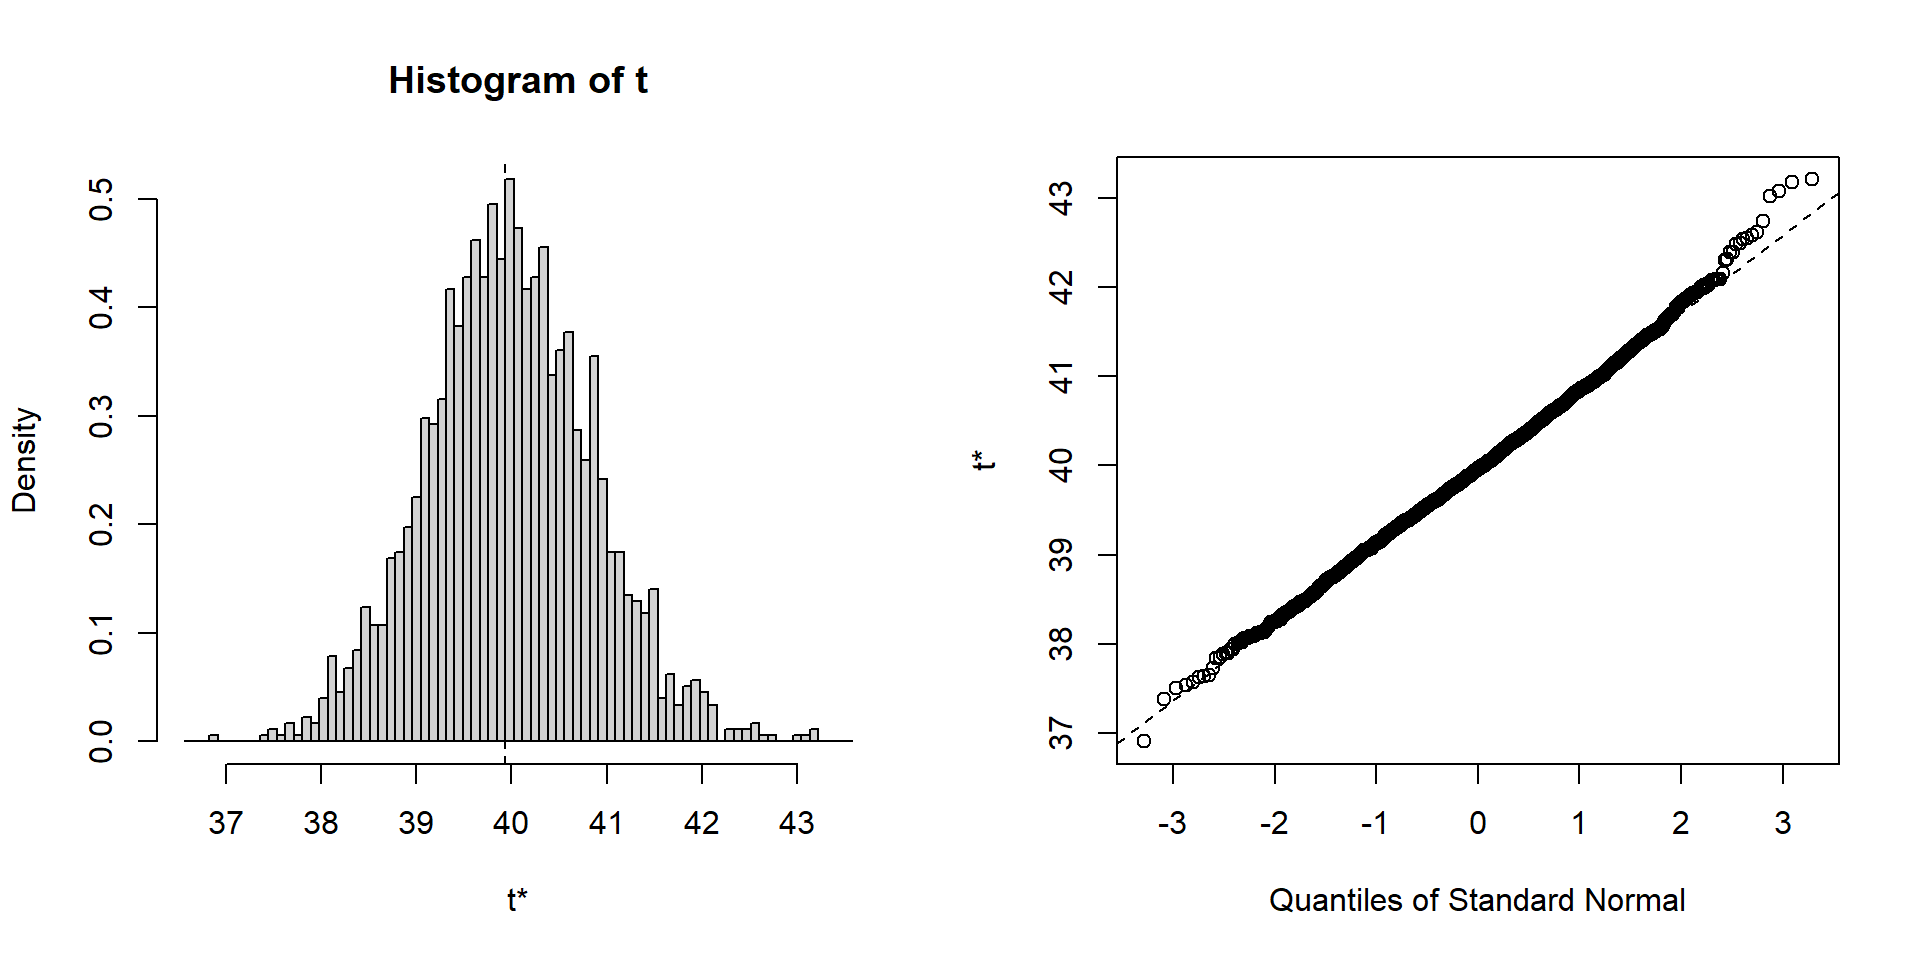 Histogram of t
Density
0.0 0.1 0.2 0.3 0.4 0.5
37 38 39 40 41 42 43
t*
t*
37 38 39 40 41 42 43
-3 -2 -1 0 1 2 3
Quantiles of Standard Normal